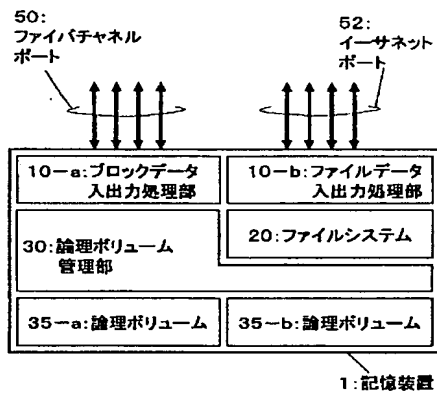 50:
ファイバチャネル
ポート
52:
イーサネット
ポート
10-a:ブロックデータ
入出力処理部
10-b:ファイルデータ
入出力処理部
30:論理ボリューム
管理部
20:ファイルシステム
35-a:論理ボリューム
35-b:論理ボリューム
1:記憶装置